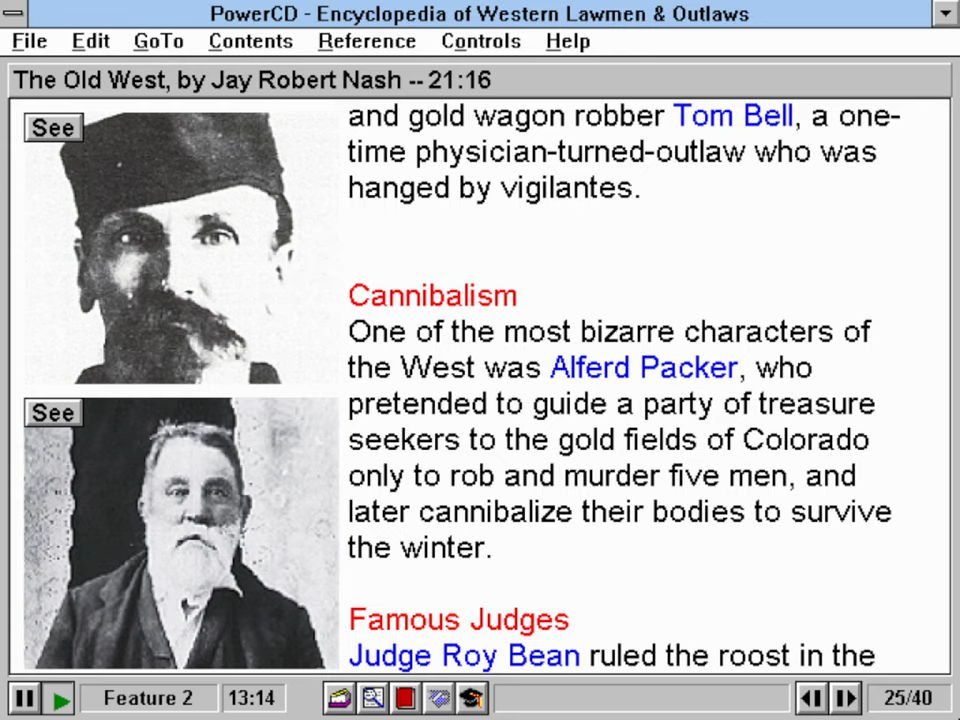 PowerCD - Encyclopedia of Western Lawmen & Outlaws
File Edit GoTo Contents Reference Controls Help
The Old West, by Jay Robert Nash -- 21:16
See
and gold wagon robber Tom Bell, a one-
time physician-turned-outlaw who was
hanged by vigilantes.
Cannibalism
One of the most bizarre characters of
the West was Alferd Packer, who
pretended to guide a party of treasure
See
seekers to the gold fields of Colorado
only to rob and murder five men, and
later cannibalize their bodies to survive
the winter.
Famous Judges
Judge Roy Bean ruled the roost in the
Feature 2 13:14 25/40